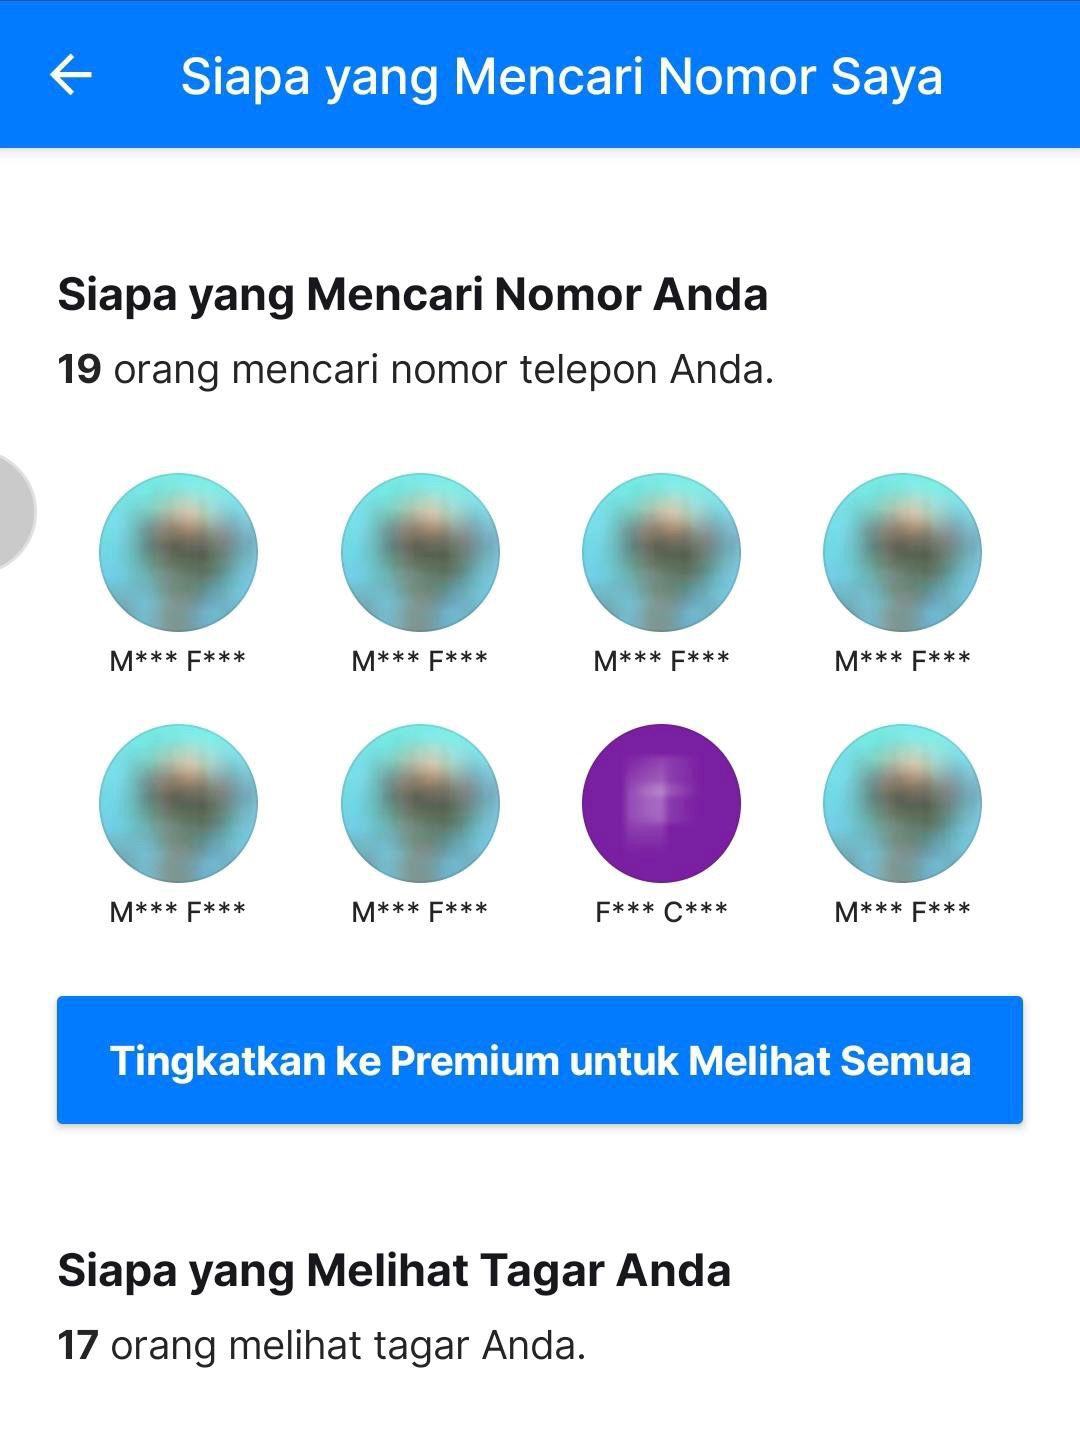 Siapa yang Mencari Nomor Saya
Siapa yang Mencari Nomor Anda
19 orang mencari nomor telepon Anda.
M*** F*** M*** F*** M*** F*** M*** F***
M*** F*** M*** F*** F*** C*** M*** F***
Tingkatkan ke Premium untuk Melihat Semua
Siapa yang Melihat Tagar Anda
17 orang melihat tagar Anda.